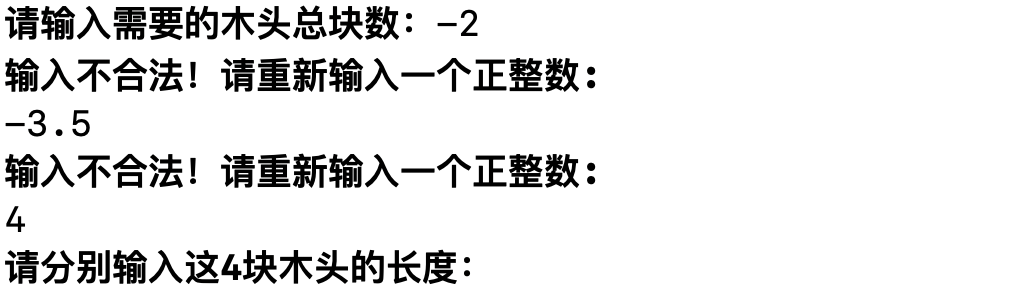 请输入需要的木头总块数：-2
输入不合法！请重新输入一个正整数：
-3.5
输入不合法！请重新输入一个正整数：
4
请分别输入这4块木头的长度：